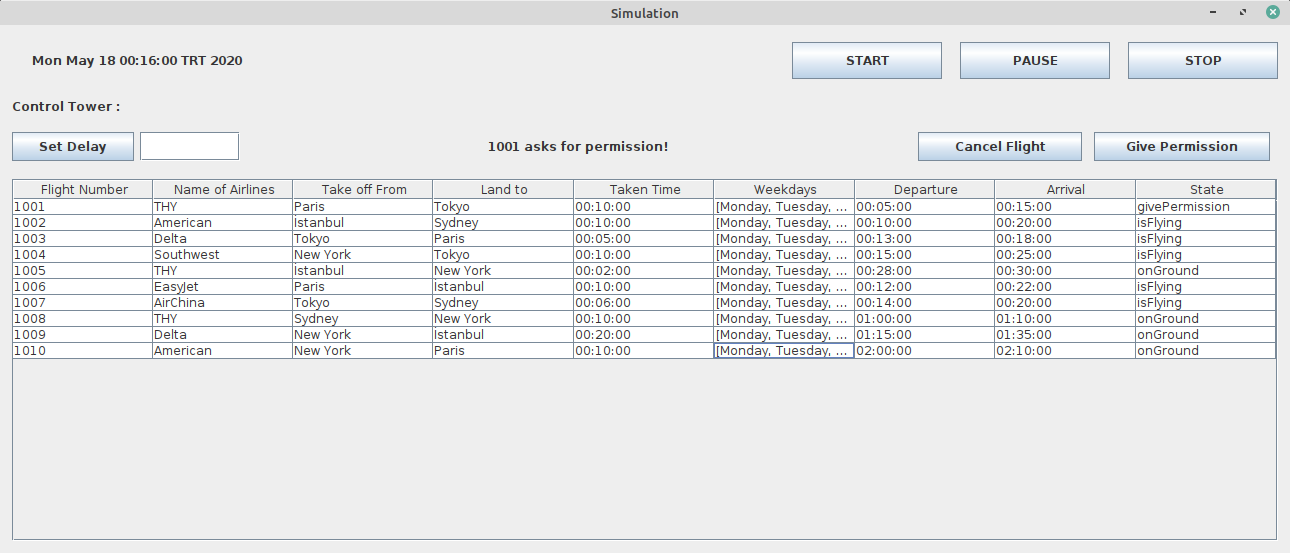 Simulation
Mon May 18 00:16:00 TRT 2020 START PAUSE STOP
Control Tower :
Set Delay 1001 asks for permission! Cancel Flight Give Permission
Flight Number Name of Airlines Take off From Land to Taken Time Weekdays Departure Arrival State
1001 THY Paris Tokyo 00:10:00 [Monday, Tuesday, ... 00:05:00 00:15:00 givePermission
1002 American İstanbul Sydney 00:10:00 [Monday, Tuesday, ... 00:10:00 00:20:00 isFlying
1003 Delta Tokyo Paris 00:05:00 [Monday, Tuesday, ... 00:13:00 00:18:00 isFlying
1004 Southwest New York Tokyo 00:10:00 [Monday, Tuesday, ... 00:15:00 00:25:00 isFlying
1005 THY İstanbul New York 00:02:00 [Monday, Tuesday, ... 00:28:00 00:30:00 onGround
1006 EasyJet Paris İstanbul 00:10:00 [Monday, Tuesday, ... 00:12:00 00:22:00 isFlying
1007 AirChina Tokyo Sydney 00:06:00 [Monday, Tuesday, ... 00:14:00 00:20:00 isFlying
1008 THY Sydney New York 00:10:00 [Monday, Tuesday, ... 01:00:00 01:10:00 onGround
1009 Delta New York İstanbul 00:20:00 [Monday, Tuesday, ... 01:15:00 01:35:00 onGround
1010 American New York Paris 00:10:00 [Monday, Tuesday, ... 02:00:00 02:10:00 onGround